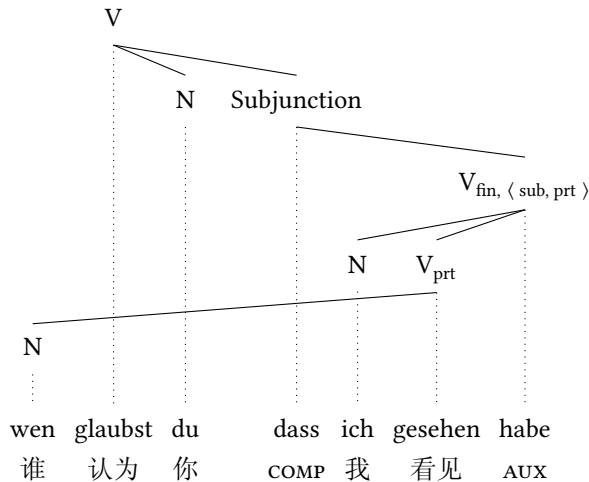 V
N Subjunction
V_fin, ⟨ sub, prt ⟩
N V_prt
N
wen glaubst du dass ich gesehen habe
谁 认为 你 COMP 我 看见 AUX